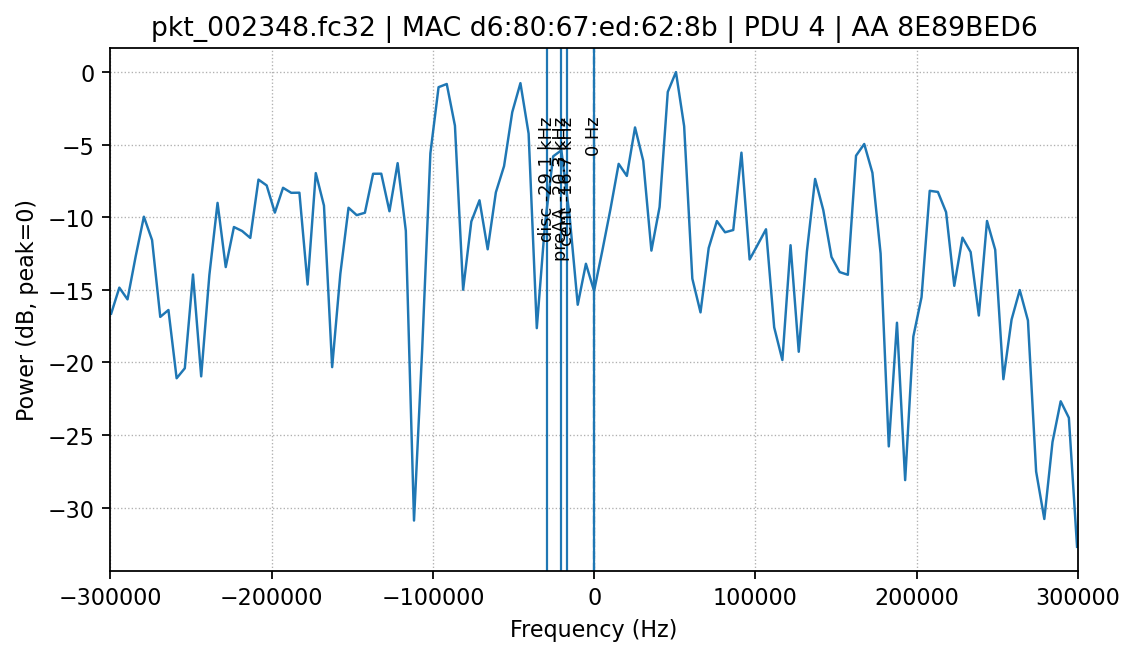 pkt_002348.fc32 | MAC d6:80:67:ed:62:8b | PDU 4 | AA 8E89BED6
Power (dB, peak=0)
0
−5
−10
−15
−20
−25
−30
disc -29.1 kHz
0 Hz
−300000
−200000
−100000
0
100000
200000
300000
Frequency (Hz)